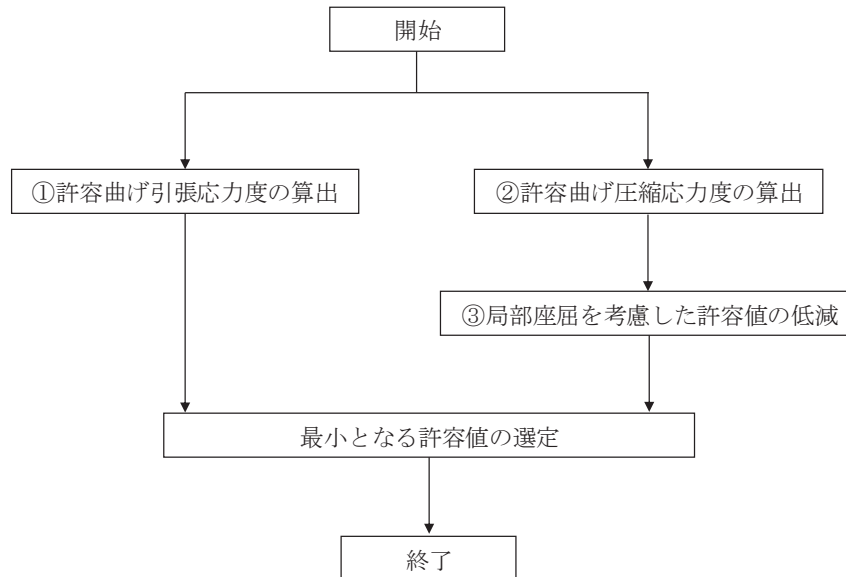 開始
①許容曲げ引張応力度の算出
②許容曲げ圧縮応力度の算出
③局部座屈を考慮した許容値の低減
最小となる許容値の選定
終了